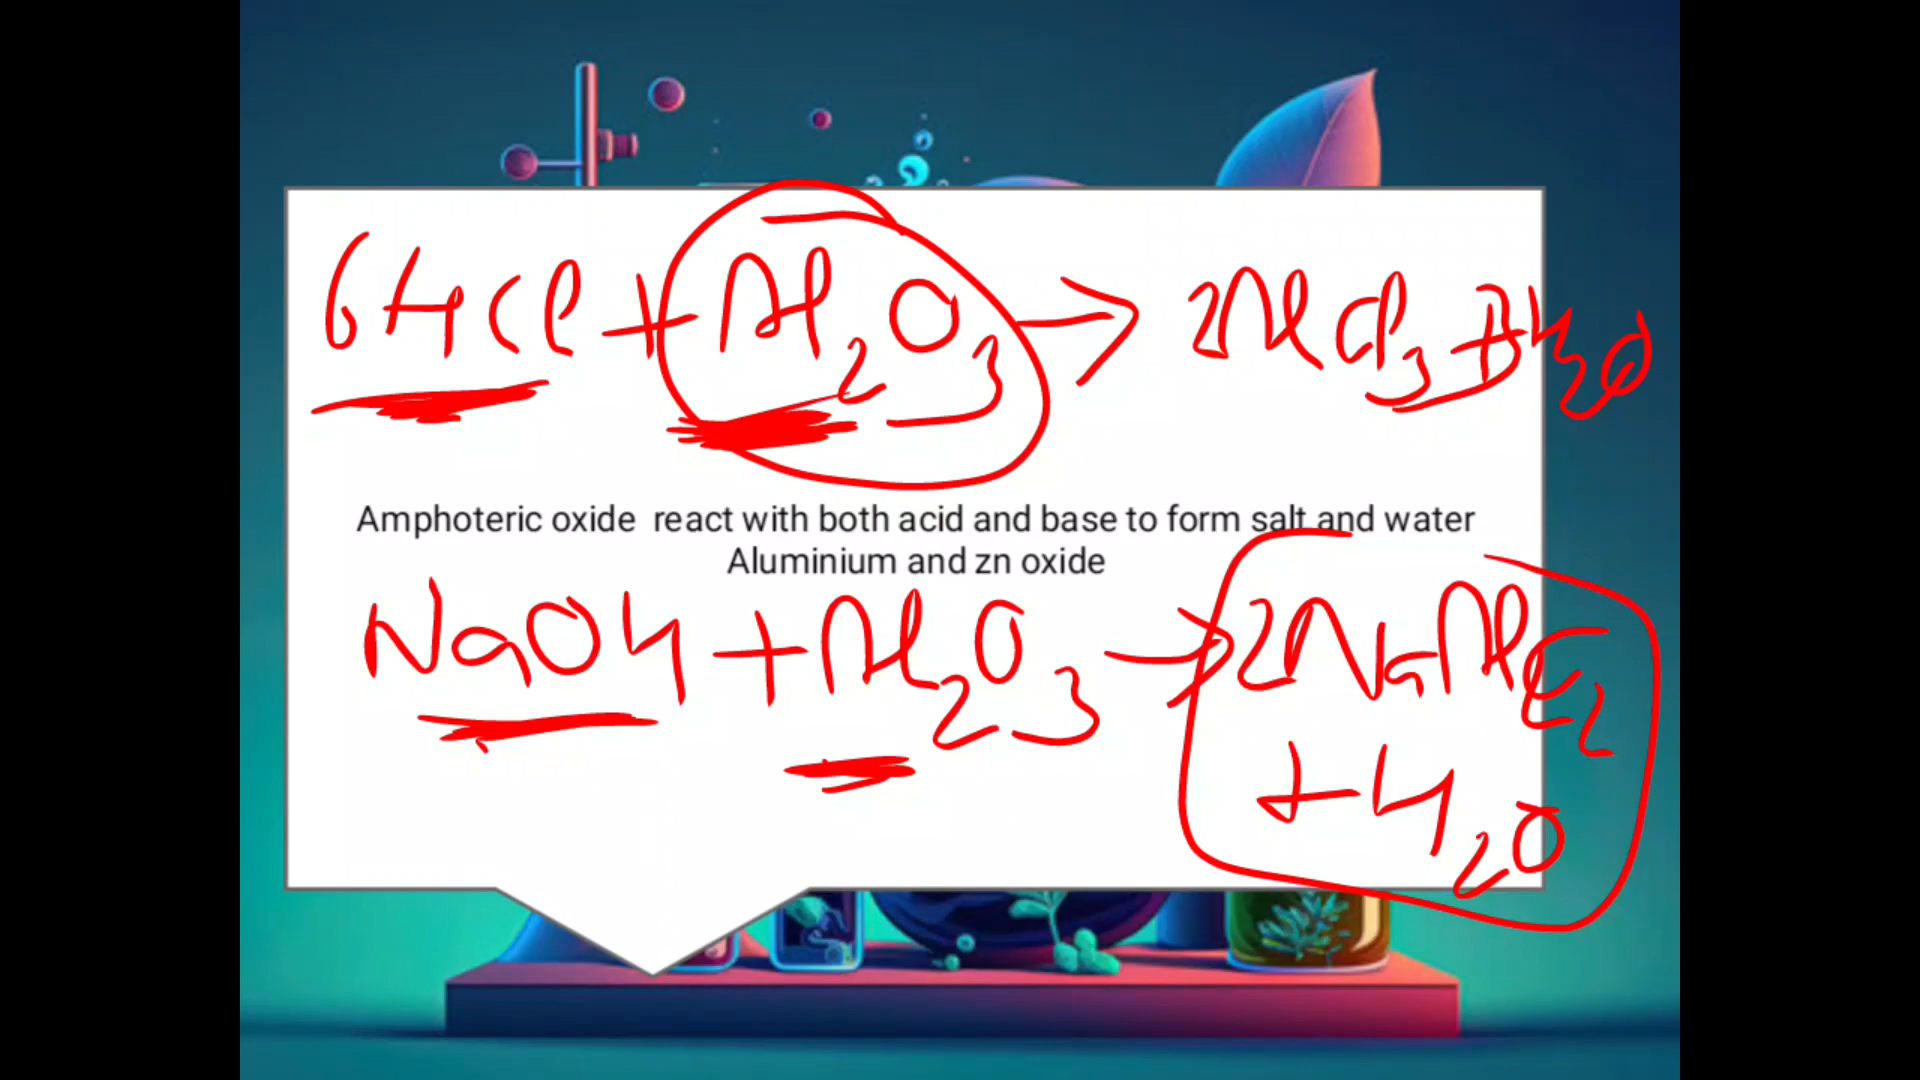 6HCl + Al2O3 → 2AlCl3 + 3H2O
Amphoteric oxide react with both acid and base to form salt and water
Aluminium and zn oxide
NaOH + Al2O3 → 2NaAlO2
+ H2O